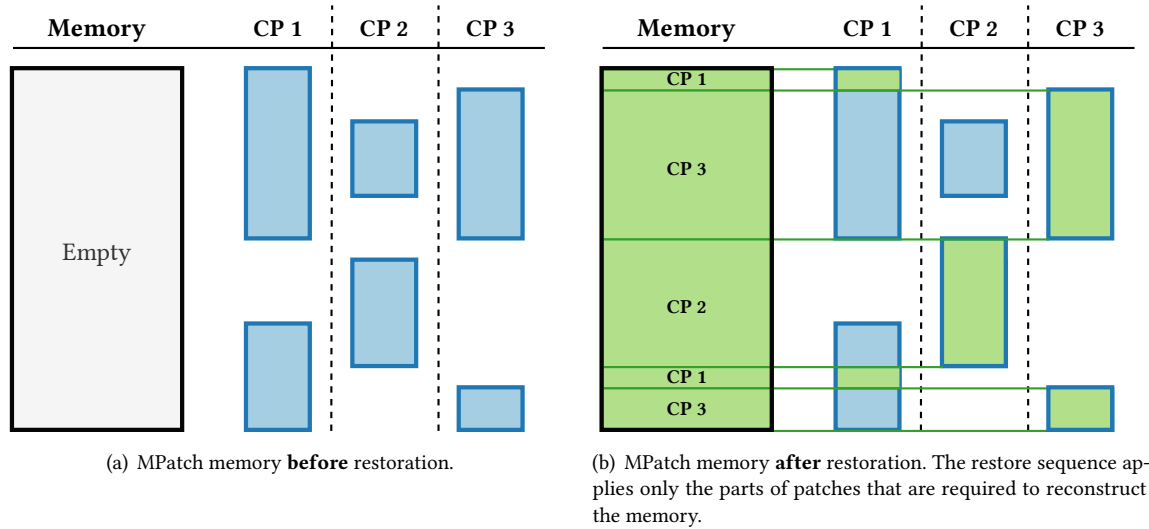 Memory CP 1 CP 2 CP 3
Empty
(a) MPatch memory before restoration.
Memory CP 1 CP 2 CP 3
CP 1
CP 3
CP 2
CP 1
CP 3
(b) MPatch memory after restoration. The restore sequence ap-
plies only the parts of patches that are required to reconstruct
the memory.